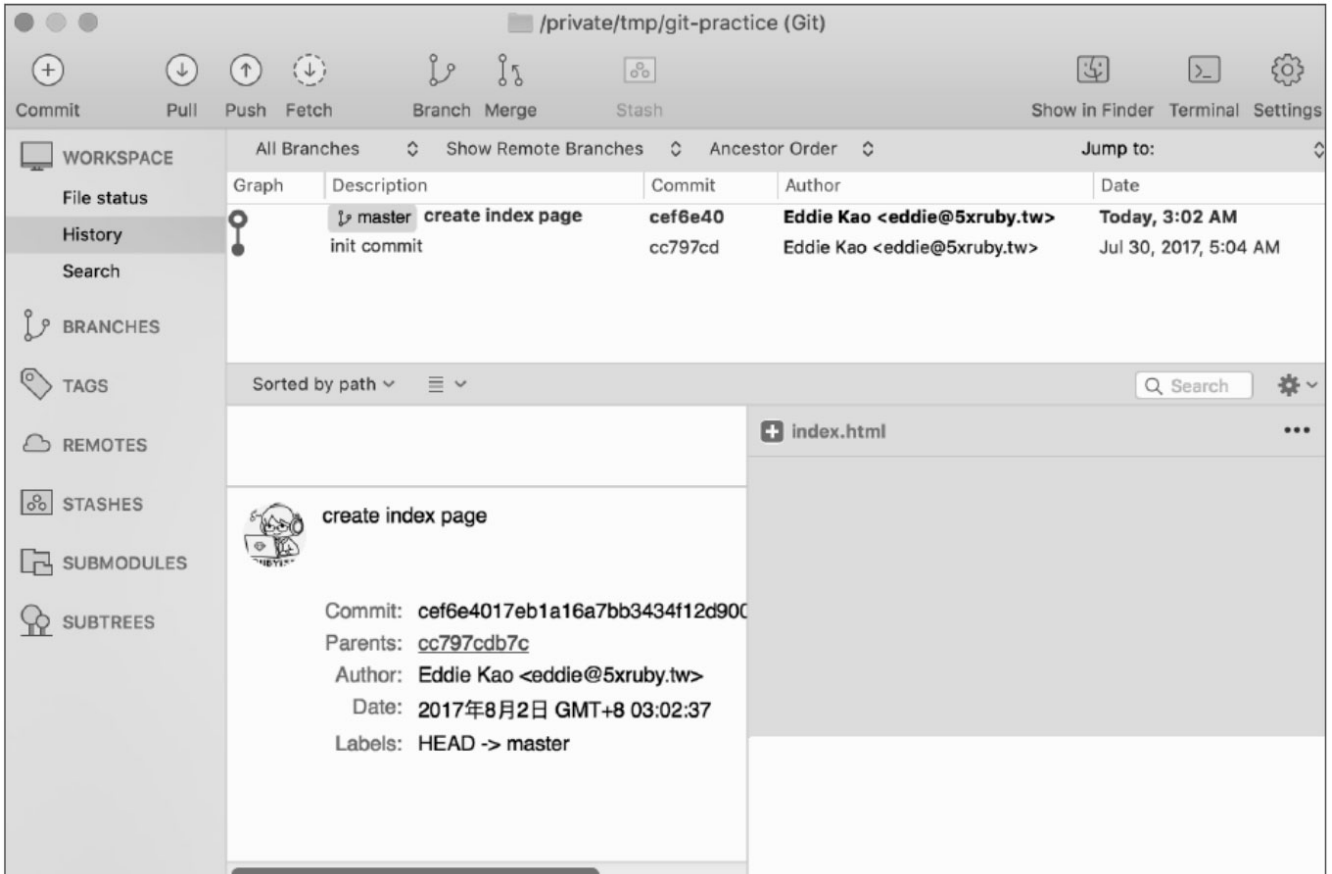 /private/tmp/git-practice (Git)
Commit Pull Push Fetch Branch Merge Stash Show in Finder Terminal Settings
WORKSPACE
File status
History
Search
BRANCHES
TAGS
REMOTES
STASHES
SUBMODULES
SUBTREES
All Branches Show Remote Branches Ancestor Order Jump to:
Graph Description Commit Author Date
master create index page cef6e40 Eddie Kao <eddie@5xruby.tw> Today, 3:02 AM
init commit cc797cd Eddie Kao <eddie@5xruby.tw> Jul 30, 2017, 5:04 AM
Sorted by path Search
create index page
Commit: cef6e4017eb1a16a7bb3434f12d900
Parents: cc797cdb7c
Author: Eddie Kao <eddie@5xruby.tw>
Date: 2017年8月2日 GMT+8 03:02:37
Labels: HEAD -> master
index.html